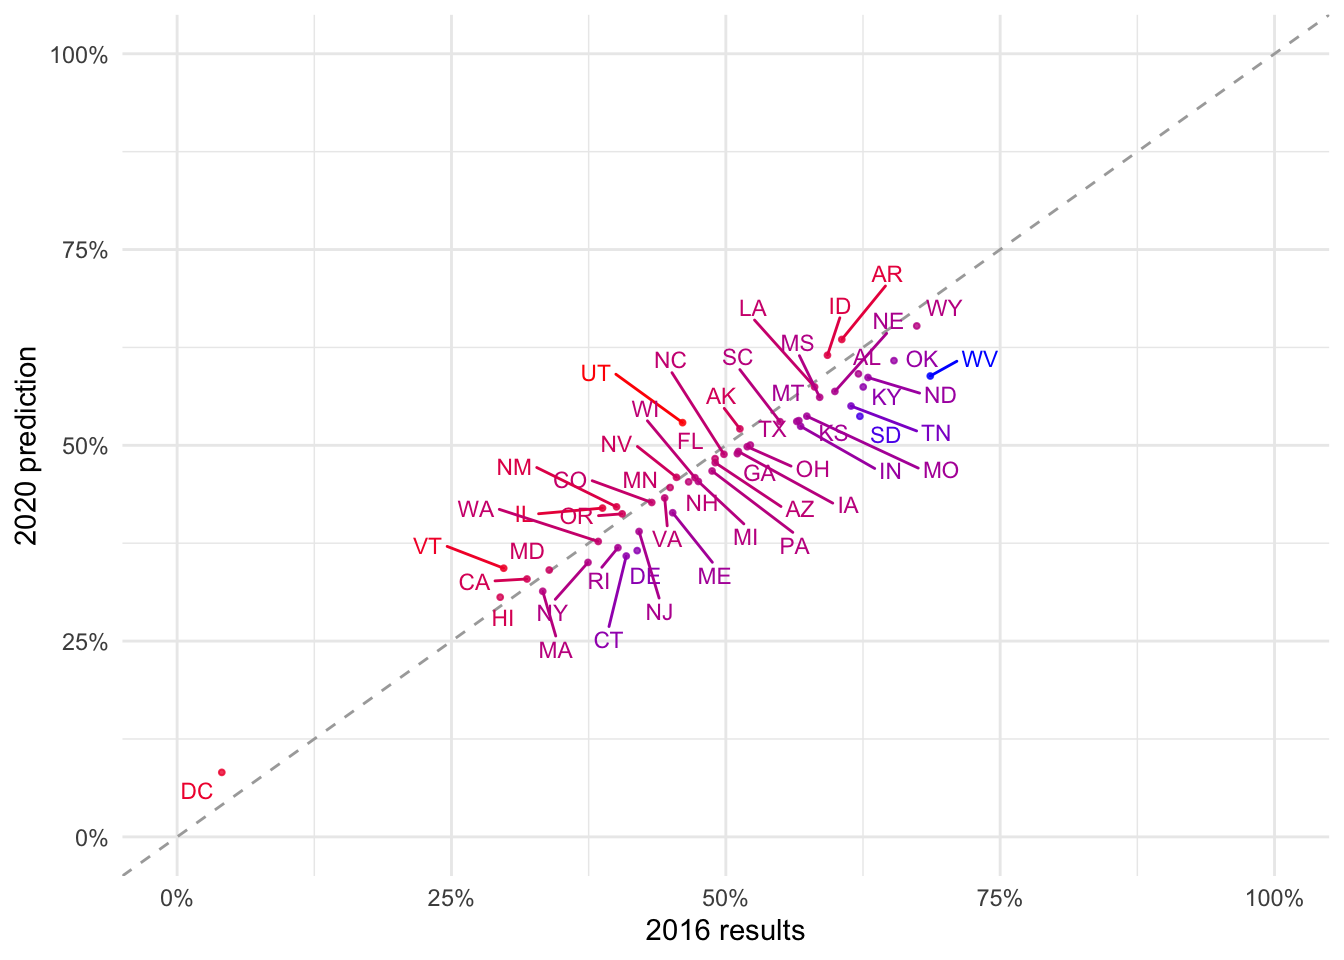 100%
75%
50%
25%
0%
2020 prediction
AR
ID
WY
LA
NE
MS
SC
AL
OK
WV
NC
UT
AK
MT
KY
ND
WI
TX
KS
SD
TN
NV
FL
GA
OH
IN
MO
NM
CO
MN
NH
IA
AZ
WA
IL
OR
VA
MI
PA
VT
MD
CA
RI
DE
ME
HI
NY
NJ
MA
CT
DC
0%
25%
50%
75%
100%
2016 results